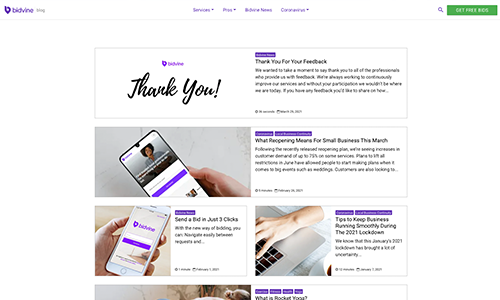 bidvine blog
Services Pros Bidvine News Coronavirus
GET FREE BIDS
bidvine
Thank You!
Bidvine News
Thank You For Your Feedback
We wanted to take a moment to say thank you to all of the professionals
who provide us with feedback. We're always working to continuously
improve our services and without your participation we wouldn't be where
we are today. If you have any feedback you'd like to share on how...
36 seconds March 29, 2021
Coronavirus Local Business Continuity
What Reopening Means For Small Business This March
Following the recently released reopening plan, we're seeing increases in
customer demand of up to 75% on some services. Plans to lift all
restrictions in June have allowed people to start making plans when it
comes to big events such as weddings. Customers are also looking to...
February 26, 2021
bidvine
Bidvine News
Send a Bid in Just 3 Clicks
With the new way of bidding, you
can: Navigate easily between
requests and...
1 minute February 1, 2021
Coronavirus Local Business Continuity
Tips to Keep Business
Running Smoothly During
The 2021 Lockdown
We know that this January's 2021
lockdown has brought a lot of
uncertainty...
January 7, 2021
Exercise Fitness Health Yoga
What is Rocket Yoga?